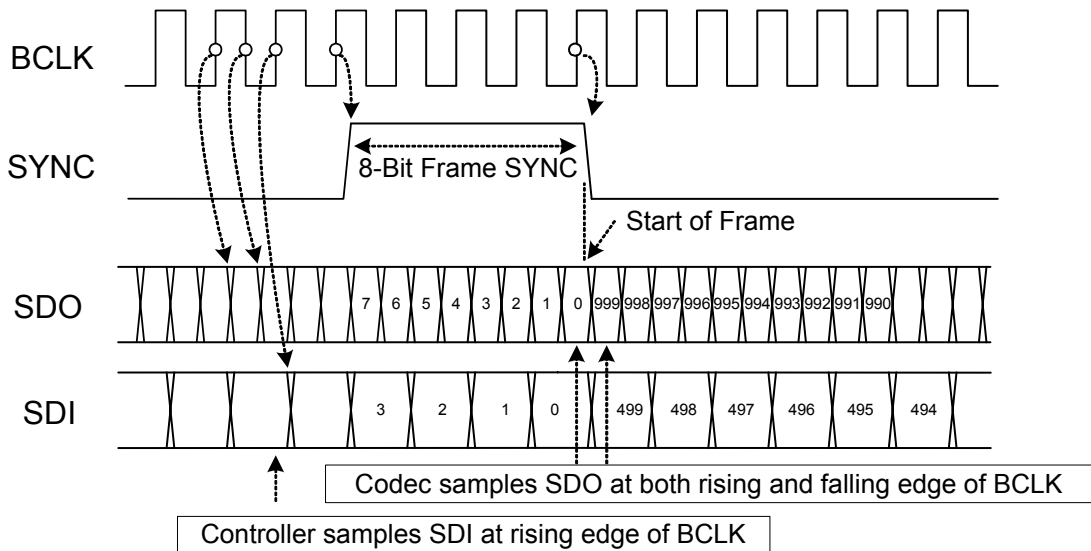 BCLK
SYNC
8-Bit Frame SYNC
Start of Frame
SDO
7 6 5 4 3 2 1 0 999 998 997 996 995 994 993 992 991 990
SDI
3 2 1 0 499 498 497 496 495 494
Codec samples SDO at both rising and falling edge of BCLK
Controller samples SDI at rising edge of BCLK